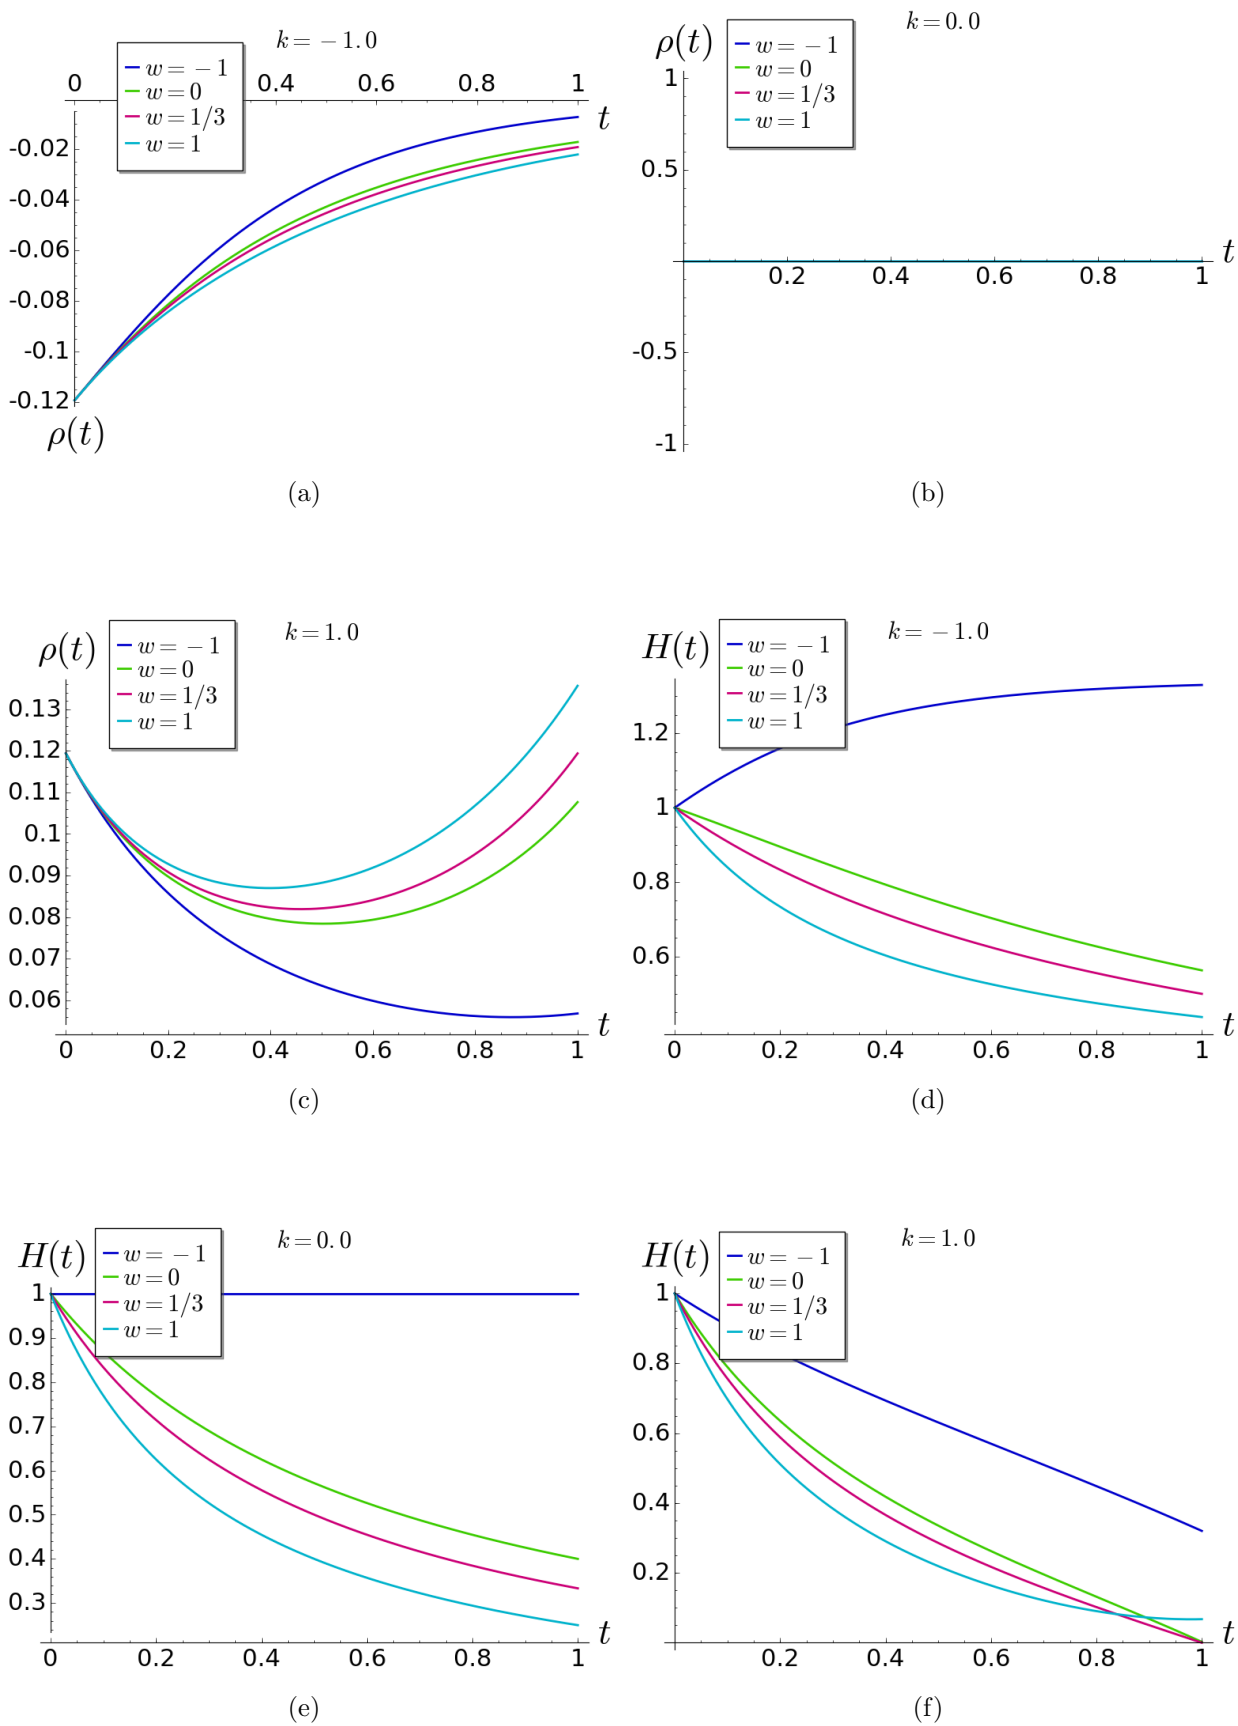 k = −1.0
w = −1
w = 0
w = 1/3
w = 1
0 0.4 0.6 0.8 1
t
-0.02
-0.04
-0.06
-0.08
-0.1
-0.12
ρ(t)
(a)
k = 0.0
ρ(t)
w = −1
w = 0
w = 1/3
w = 1
1
0.5
-0.5
-1
0.2 0.4 0.6 0.8 1
t
(b)
k = 1.0
ρ(t)
w = −1
w = 0
w = 1/3
w = 1
0.13
0.12
0.11
0.1
0.09
0.08
0.07
0.06
0 0.2 0.4 0.6 0.8 1
t
(c)
k = −1.0
H(t)
w = −1
w = 0
w = 1/3
w = 1
1.2
1
0.8
0.6
0 0.2 0.4 0.6 0.8 1
t
(d)
k = 0.0
H(t)
w = −1
w = 0
w = 1/3
w = 1
1
0.9
0.8
0.7
0.6
0.5
0.4
0.3
0 0.2 0.4 0.6 0.8 1
t
(e)
k = 1.0
H(t)
w = −1
w = 0
w = 1/3
w = 1
1
0.8
0.6
0.4
0.2
0.2 0.4 0.6 0.8 1
t
(f)